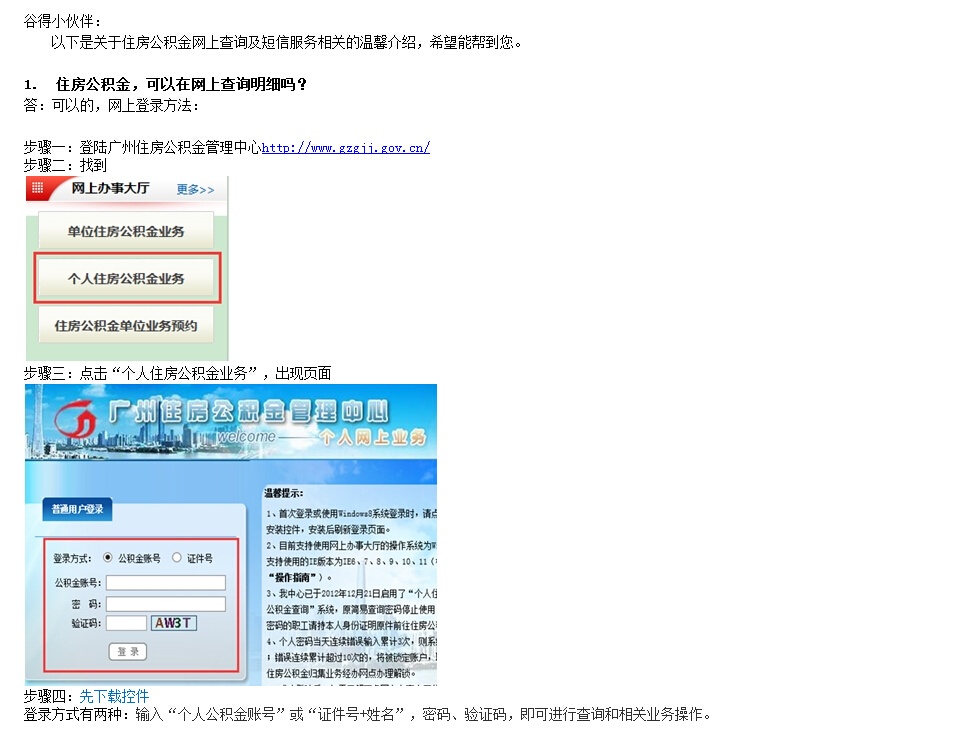 谷得小伙伴：
以下是关于住房公积金网上查询及短信服务相关的温馨介绍，希望能帮到您。
1. 住房公积金，可以在网上查询明细吗？
答：可以的，网上登录方法：
步骤一：登陆广州住房公积金管理中心http://www.gzgjj.gov.cn/
步骤二：找到
网上办事大厅 更多>>
单位住房公积金业务
个人住房公积金业务
住房公积金单位业务预约
步骤三：点击“个人住房公积金业务”，出现页面
广州住房公积金管理中心
welcome 个人网上业务
普通用户登录
登录方式： 公积金账号 证件号
公积金账号：
密 码：
验证码： AW3T
登 录
温馨提示：
1、首次登录或使用Windows8系统登录时，请点
安装控件，安装后刷新登录页面。
2、目前支持使用网上办事大厅的操作系统为
支持使用的IE版本为IE6、7、8、9、10、11（
“操作指南”）。
3、我中心已于2012年12月21日启用了“个人住
公积金查询”系统，原简易查询密码停止使用
密码的职工请持本人身份证明原件前往住房公
4、个人密码当天连续错误输入累计3次，则系
；错误连续累计超过10次的，将被锁定账户，
住房公积金归集业务经办网点办理解锁。
步骤四：先下载控件
登录方式有两种：输入“个人公积金账号”或“证件号+姓名”，密码、验证码，即可进行查询和相关业务操作。